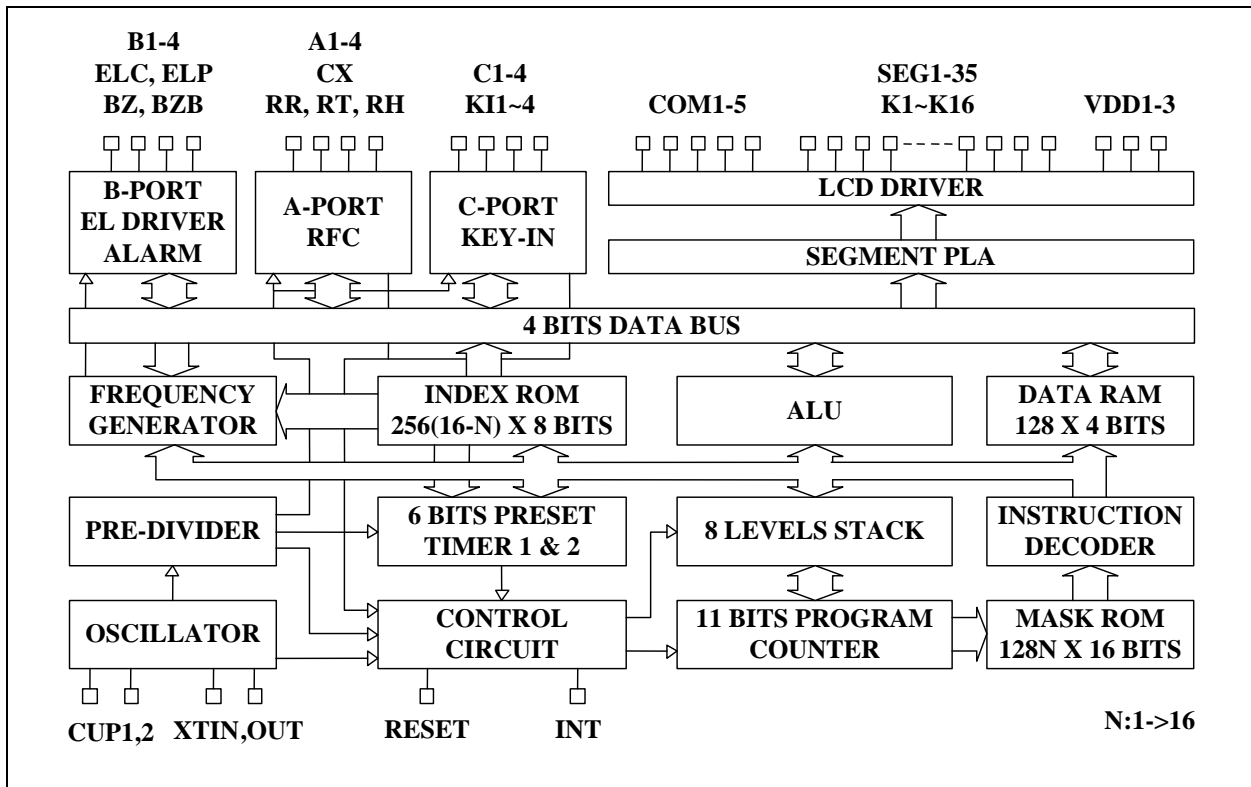 B1-4
ELC, ELP
BZ, BZB
A1-4
CX
RR, RT, RH
C1-4
KI1~4
COM1-5
SEG1-35
K1~K16
VDD1-3
B-PORT
EL DRIVER
ALARM
A-PORT
RFC
C-PORT
KEY-IN
LCD DRIVER
SEGMENT PLA
4 BITS DATA BUS
FREQUENCY
GENERATOR
INDEX ROM
256(16-N) X 8 BITS
ALU
DATA RAM
128 X 4 BITS
PRE-DIVIDER
6 BITS PRESET
TIMER 1 & 2
8 LEVELS STACK
INSTRUCTION
DECODER
OSCILLATOR
CONTROL
CIRCUIT
11 BITS PROGRAM
COUNTER
MASK ROM
128N X 16 BITS
CUP1,2
XTIN,OUT
RESET
INT
N:1->16